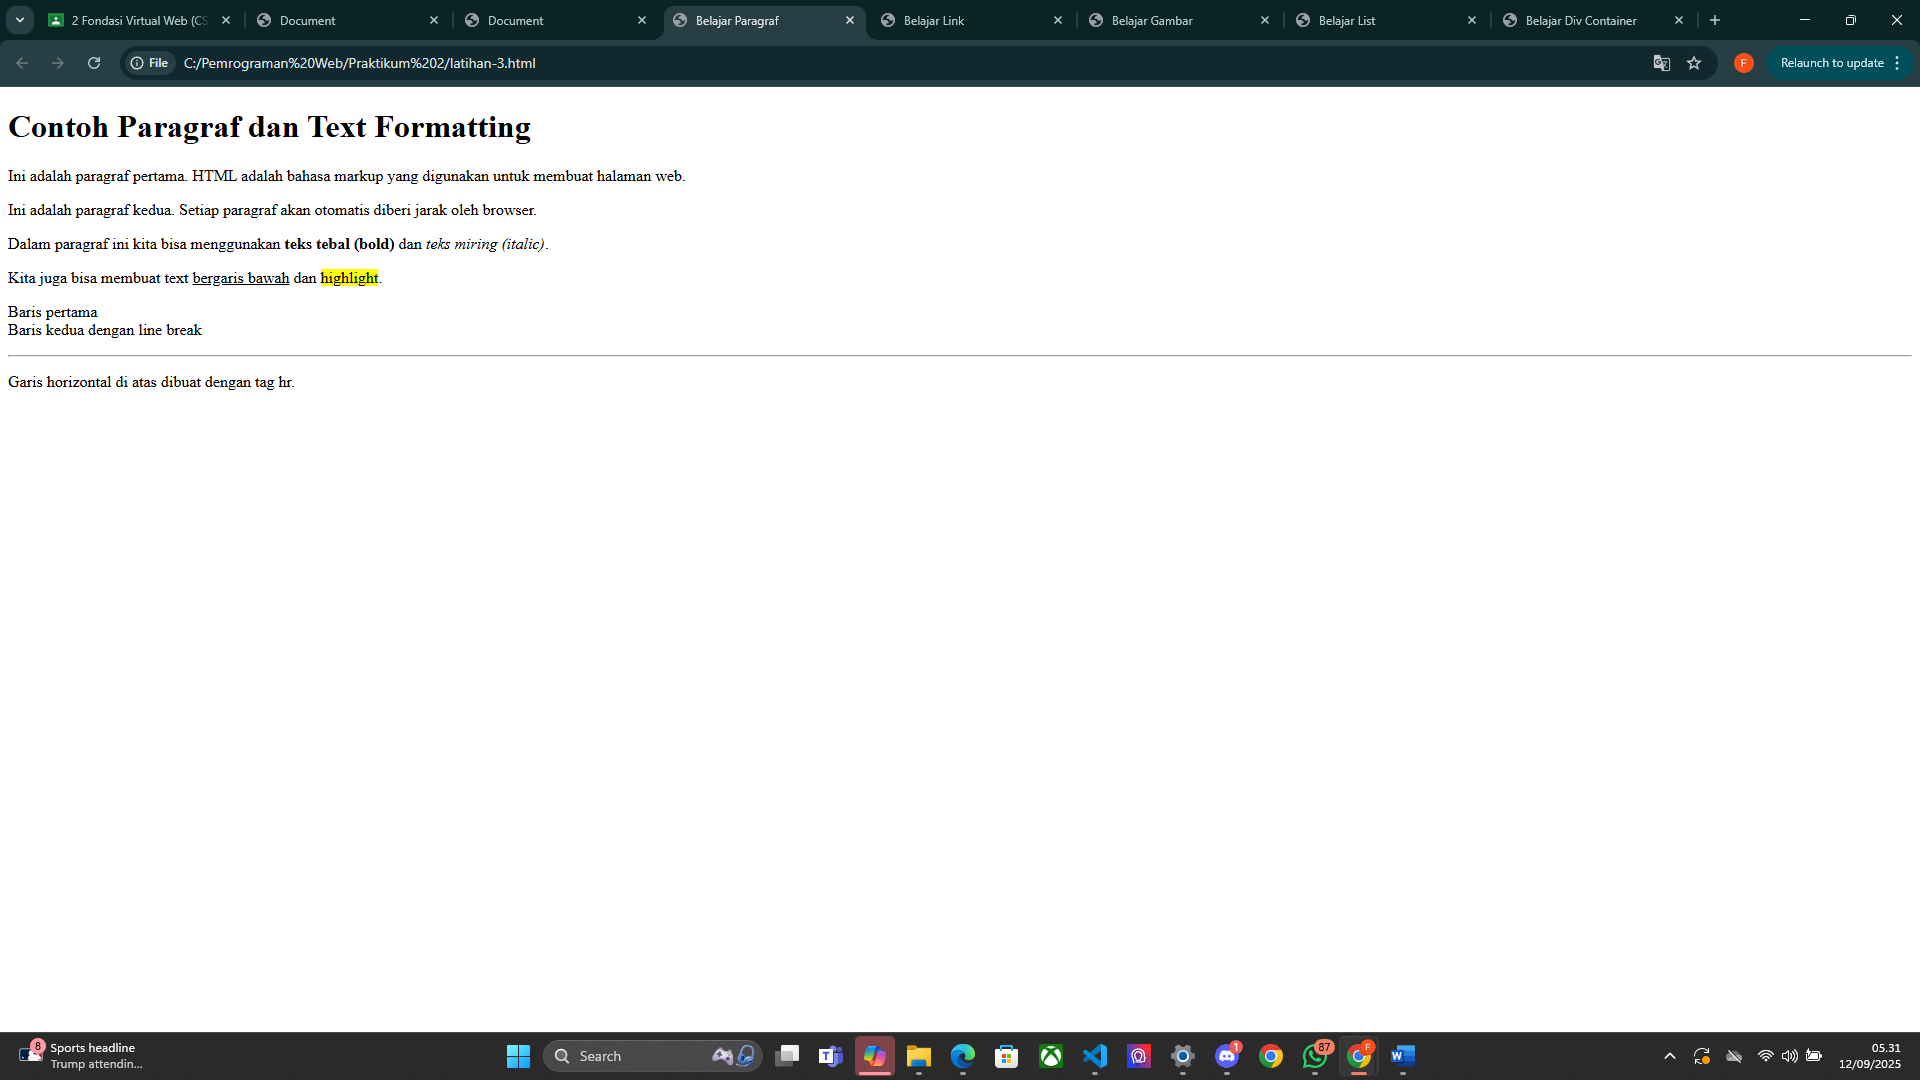 2 Fondasi Virtual Web (CS
Document
Document
Belajar Paragraf
Belajar Link
Belajar Gambar
Belajar List
Belajar Div Container
File
C:/Pemrograman%20Web/Praktikum%202/latihan-3.html
F
Relaunch to update
Contoh Paragraf dan Text Formatting
Ini adalah paragraf pertama. HTML adalah bahasa markup yang digunakan untuk membuat halaman web.
Ini adalah paragraf kedua. Setiap paragraf akan otomatis diberi jarak oleh browser.
Dalam paragraf ini kita bisa menggunakan teks tebal (bold) dan teks miring (italic).
Kita juga bisa membuat text bergaris bawah dan highlight.
Baris pertama
Baris kedua dengan line break
Garis horizontal di atas dibuat dengan tag hr.
8
Sports headline
Trump attendin...
Search
1
87
F
05.31
12/09/2025